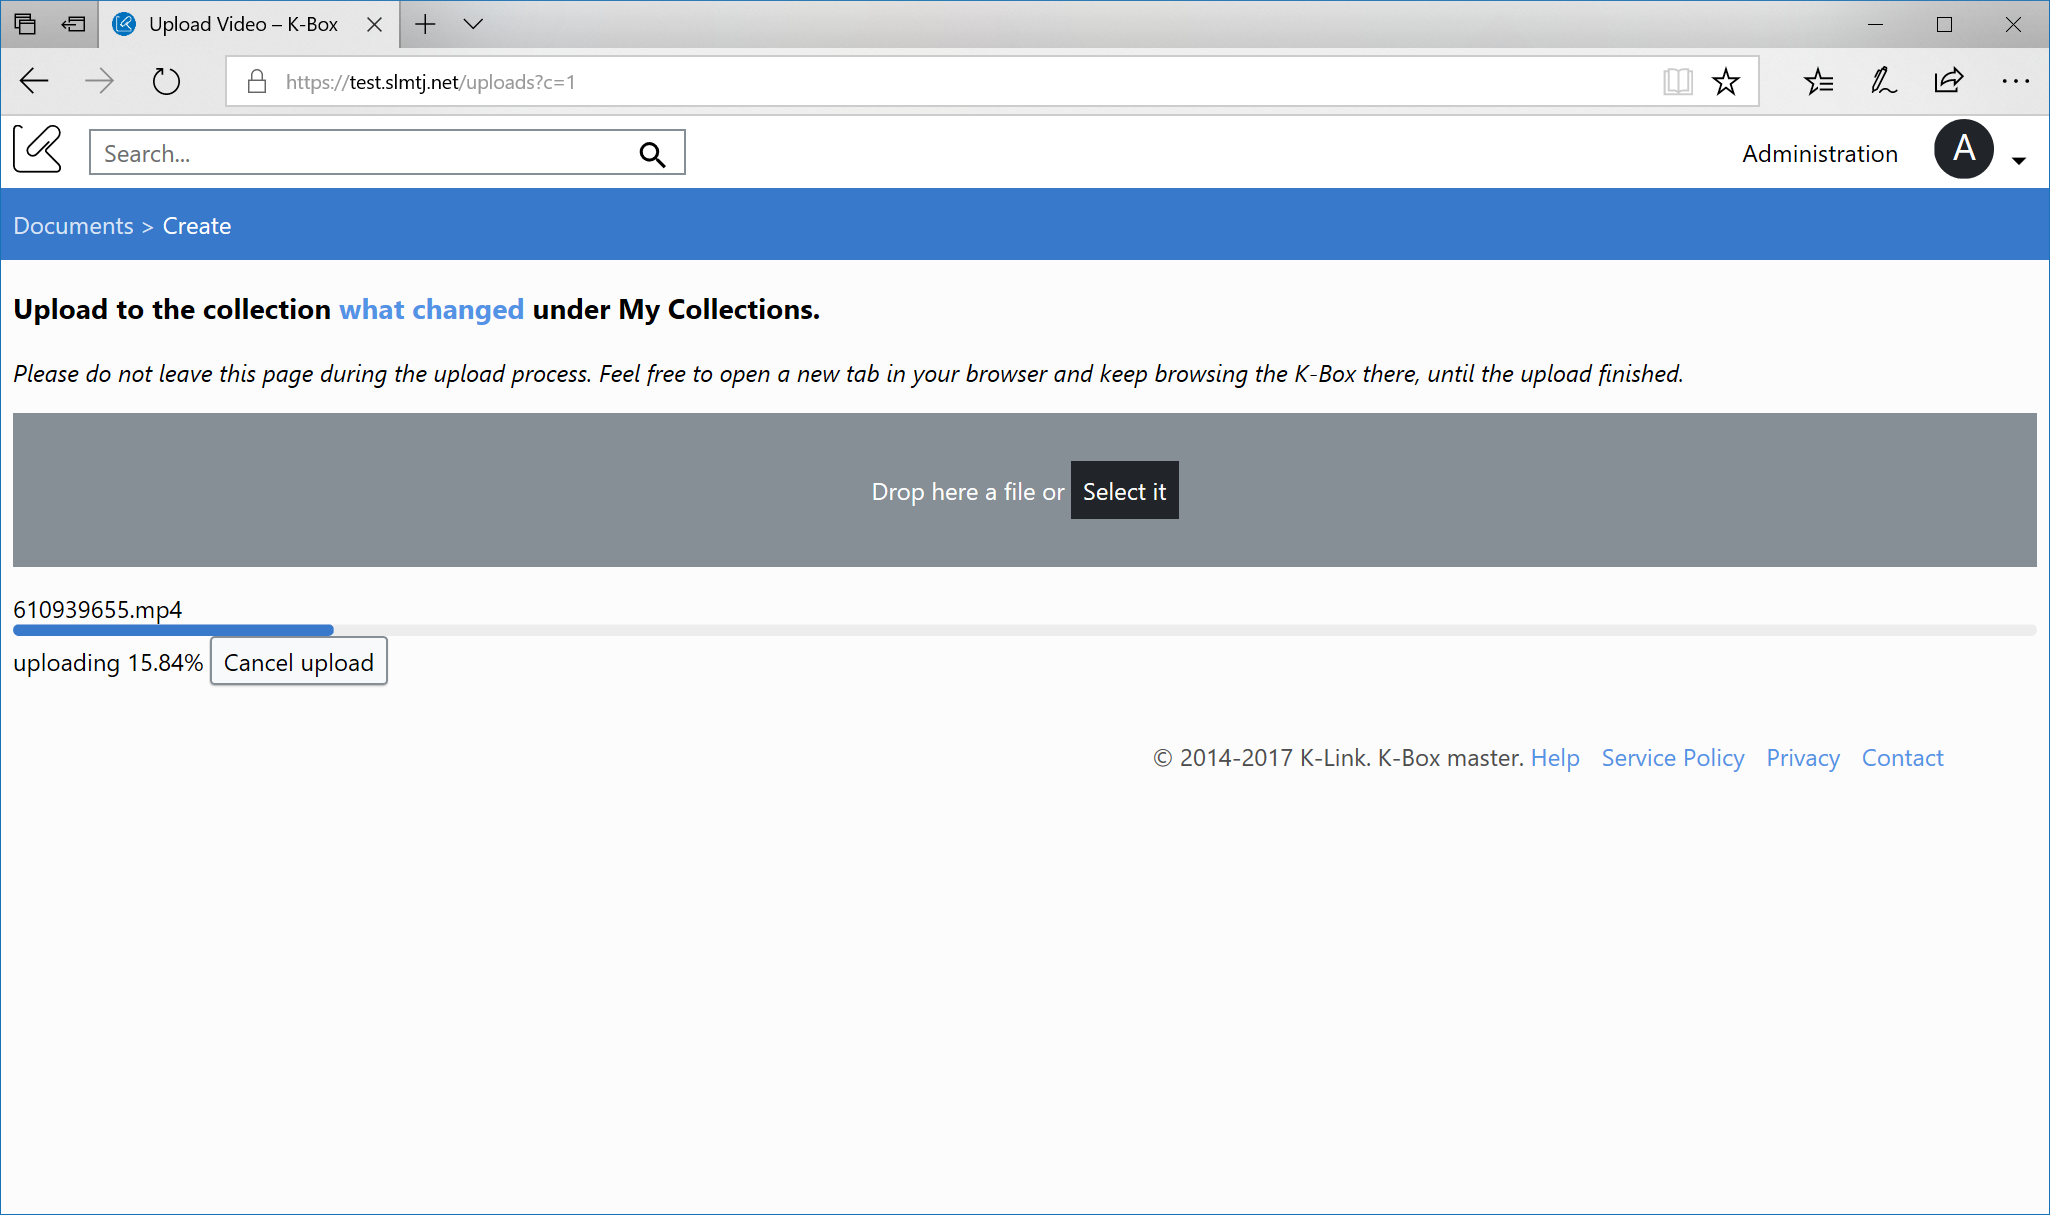 Upload Video – K-Box
https://test.slmtj.net/uploads?c=1
Search...
Administration
A
Documents > Create
Upload to the collection what changed under My Collections.
Please do not leave this page during the upload process. Feel free to open a new tab in your browser and keep browsing the K-Box there, until the upload finished.
Drop here a file or Select it
610939655.mp4
uploading 15.84% Cancel upload
© 2014-2017 K-Link. K-Box master. Help Service Policy Privacy Contact